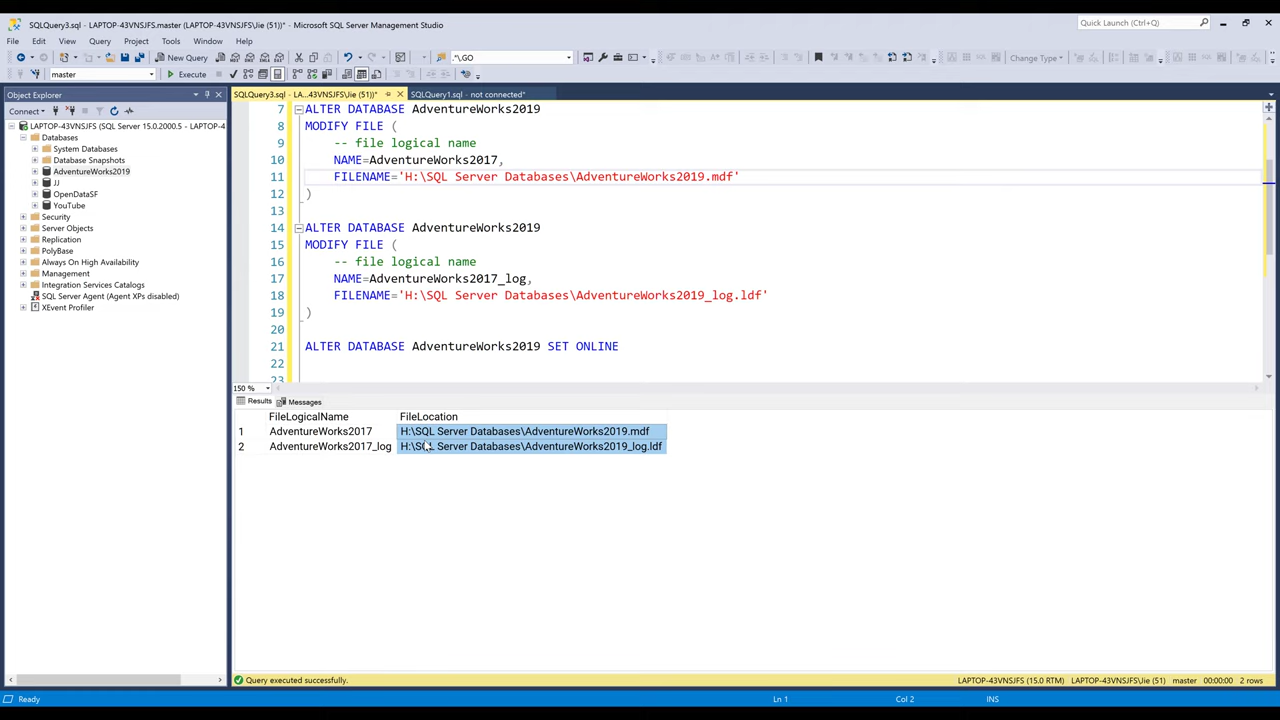 SQLQuery3.sql - LAPTOP-43VNSJFS.master (LAPTOP-43VNSJFS\Jie (51))* - Microsoft SQL Server Management Studio
Quick Launch (Ctrl+Q)
File Edit View Query Project Tools Window Help
New Query
.*\.GO
Change Type
master
Execute
Object Explorer
SQLQuery3.sql - LA...43VNSJFS\Jie (51))*
SQLQuery1.sql - not connected*
Connect
LAPTOP-43VNSJFS (SQL Server 15.0.2000.5 - LAPTOP-4
Databases
System Databases
Database Snapshots
AdventureWorks2019
JJ
OpenDataSF
YouTube
Security
Server Objects
Replication
PolyBase
Always On High Availability
Management
Integration Services Catalogs
SQL Server Agent (Agent XPs disabled)
XEvent Profiler
7 ALTER DATABASE AdventureWorks2019
8 MODIFY FILE (
9 -- file logical name
10 NAME=AdventureWorks2017,
11 FILENAME='H:\SQL Server Databases\AdventureWorks2019.mdf'
12 )
13
14 ALTER DATABASE AdventureWorks2019
15 MODIFY FILE (
16 -- file logical name
17 NAME=AdventureWorks2017_log,
18 FILENAME='H:\SQL Server Databases\AdventureWorks2019_log.ldf'
19 )
20
21 ALTER DATABASE AdventureWorks2019 SET ONLINE
22
23
150 %
Results Messages
FileLogicalName FileLocation
1 AdventureWorks2017 H:\SQL Server Databases\AdventureWorks2019.mdf
2 AdventureWorks2017_log H:\SQL Server Databases\AdventureWorks2019_log.ldf
Query executed successfully.
LAPTOP-43VNSJFS (15.0 RTM) LAPTOP-43VNSJFS\Jie (51) master 00:00:00 2 rows
Ready
Ln 1 Col 2 INS